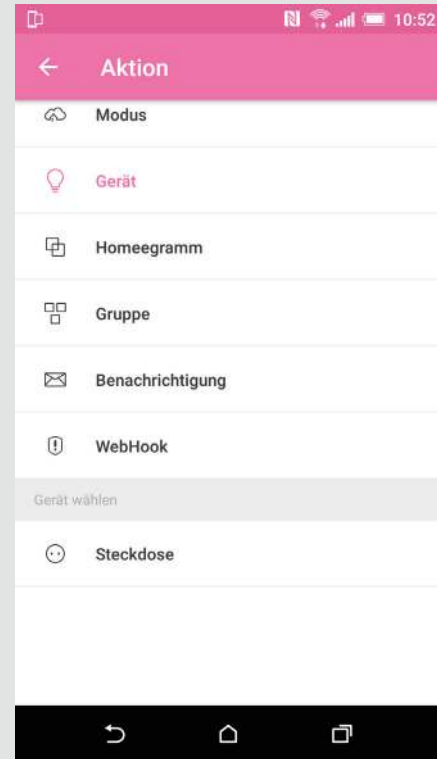 10:52
Aktion
Modus
Gerät
Homeegramm
Gruppe
Benachrichtigung
WebHook
Gerät wählen
Steckdose